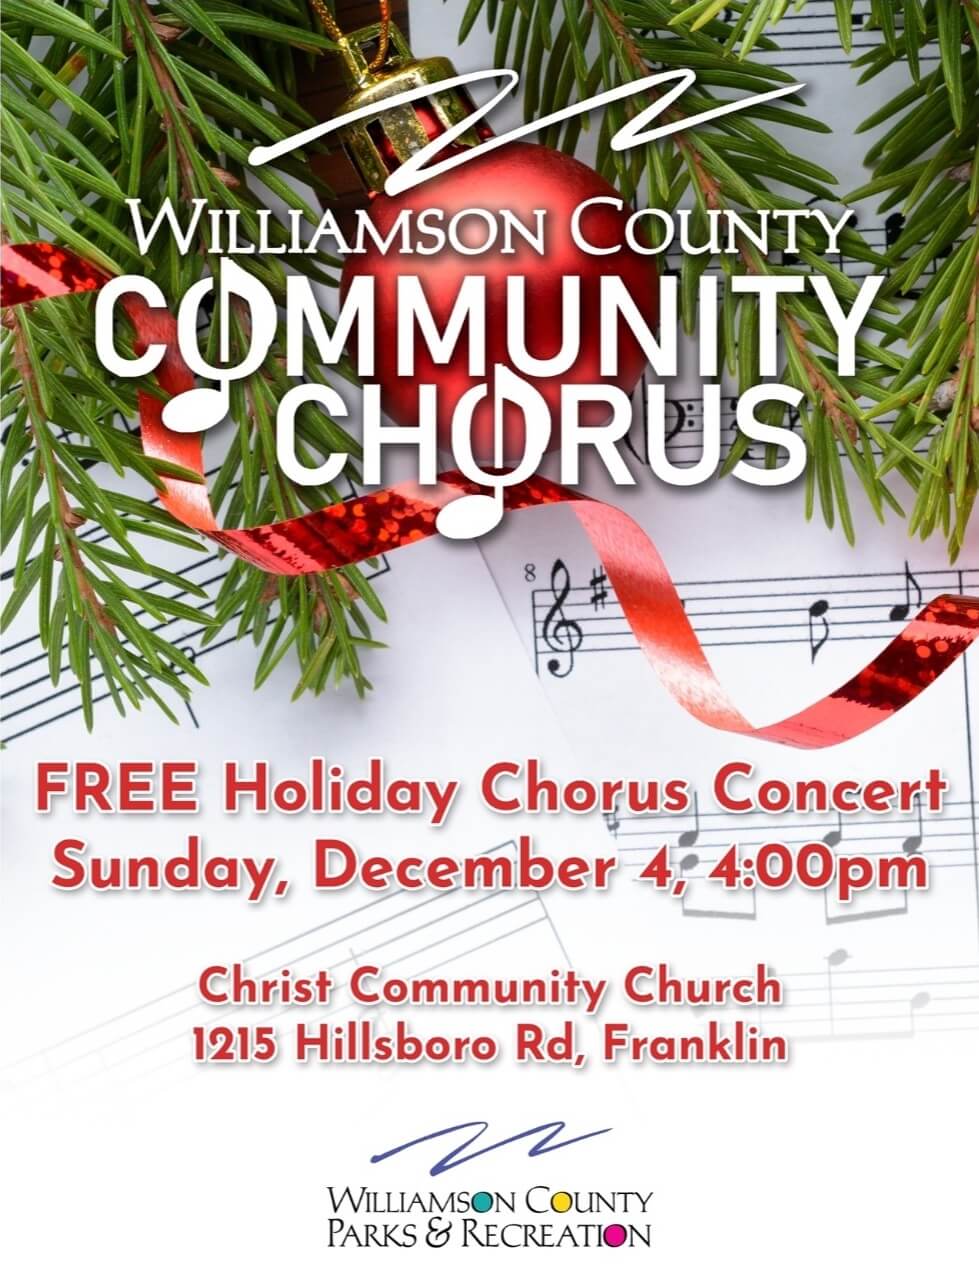 WILLIAMSON COUNTY
COMMUNITY
CHORUS
8
FREE Holiday Chorus Concert
Sunday, December 4, 4:00pm
Christ Community Church
1215 Hillsboro Rd, Franklin
WILLIAMSON COUNTY
PARKS & RECREATION